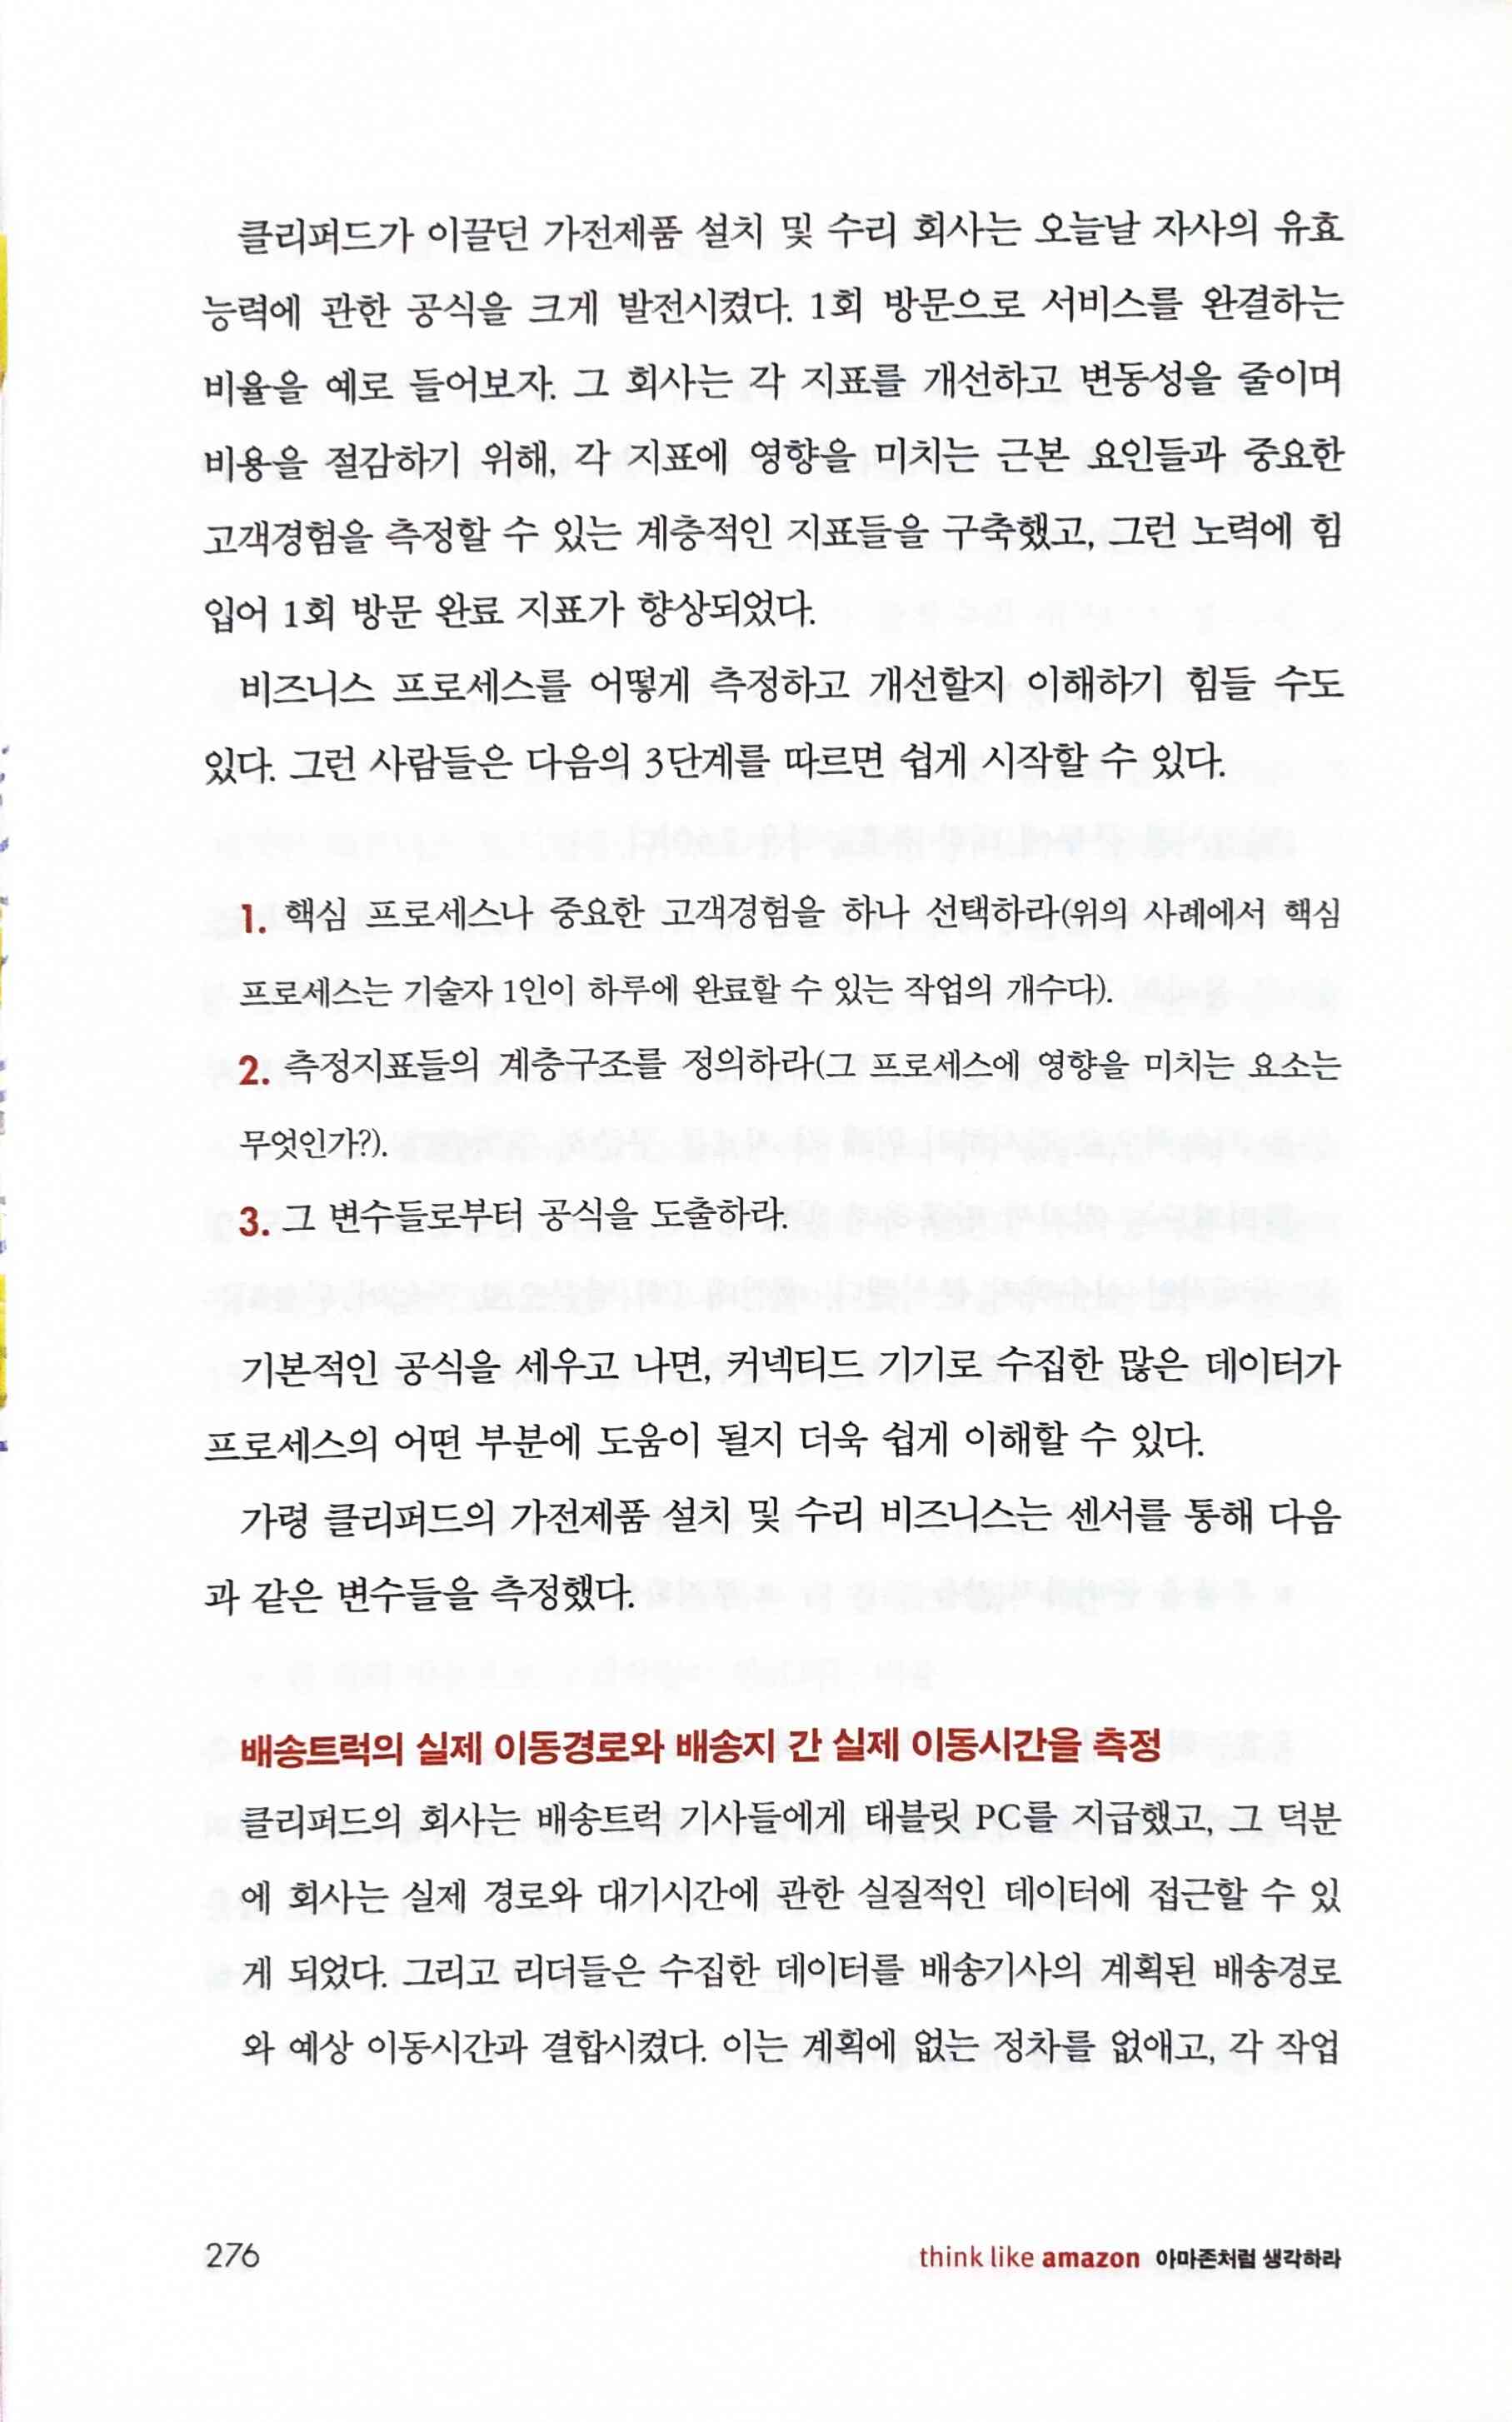 클리퍼드가 이끌던 가전제품 설치 및 수리 회사는 오늘날 자사의 유효
능력에 관한 공식을 크게 발전시켰다. 1회 방문으로 서비스를 완결하는
비율을 예로 들어보자. 그 회사는 각 지표를 개선하고 변동성을 줄이며
비용을 절감하기 위해, 각 지표에 영향을 미치는 근본 요인들과 중요한
고객경험을 측정할 수 있는 계층적인 지표들을 구축했고, 그런 노력에 힘
입어 1회 방문 완료 지표가 향상되었다.
비즈니스 프로세스를 어떻게 측정하고 개선할지 이해하기 힘들 수도
있다. 그런 사람들은 다음의 3단계를 따르면 쉽게 시작할 수 있다.
1. 핵심 프로세스나 중요한 고객경험을 하나 선택하라(위의 사례에서 핵심
프로세스는 기술자 1인이 하루에 완료할 수 있는 작업의 개수다).
2. 측정지표들의 계층구조를 정의하라(그 프로세스에 영향을 미치는 요소는
무엇인가?).
3. 그 변수들로부터 공식을 도출하라.
기본적인 공식을 세우고 나면, 커넥티드 기기로 수집한 많은 데이터가
프로세스의 어떤 부분에 도움이 될지 더욱 쉽게 이해할 수 있다.
가령 클리퍼드의 가전제품 설치 및 수리 비즈니스는 센서를 통해 다음
과 같은 변수들을 측정했다.
배송트럭의 실제 이동경로와 배송지 간 실제 이동시간을 측정
클리퍼드의 회사는 배송트럭 기사들에게 태블릿 PC를 지급했고, 그 덕분
에 회사는 실제 경로와 대기시간에 관한 실질적인 데이터에 접근할 수 있
게 되었다. 그리고 리더들은 수집한 데이터를 배송기사의 계획된 배송경로
와 예상 이동시간과 결합시켰다. 이는 계획에 없는 정차를 없애고, 각 작업
276
think like amazon 아마존처럼 생각하라